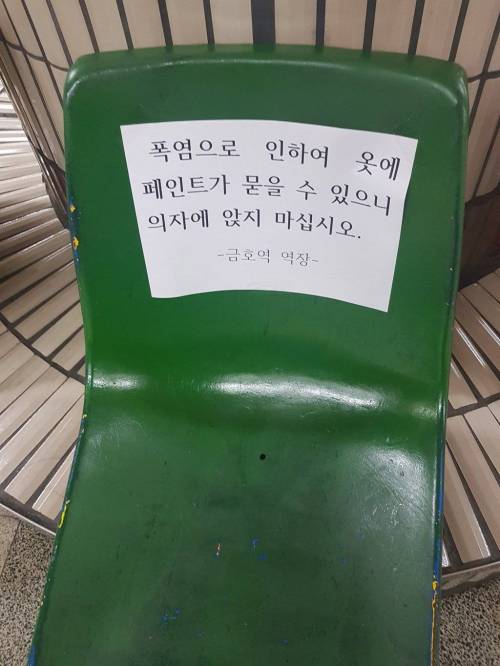 폭염으로 인하여 옷에
페인트가 묻을 수 있으니
의자에 앉지 마십시오.
-금호역 역장-